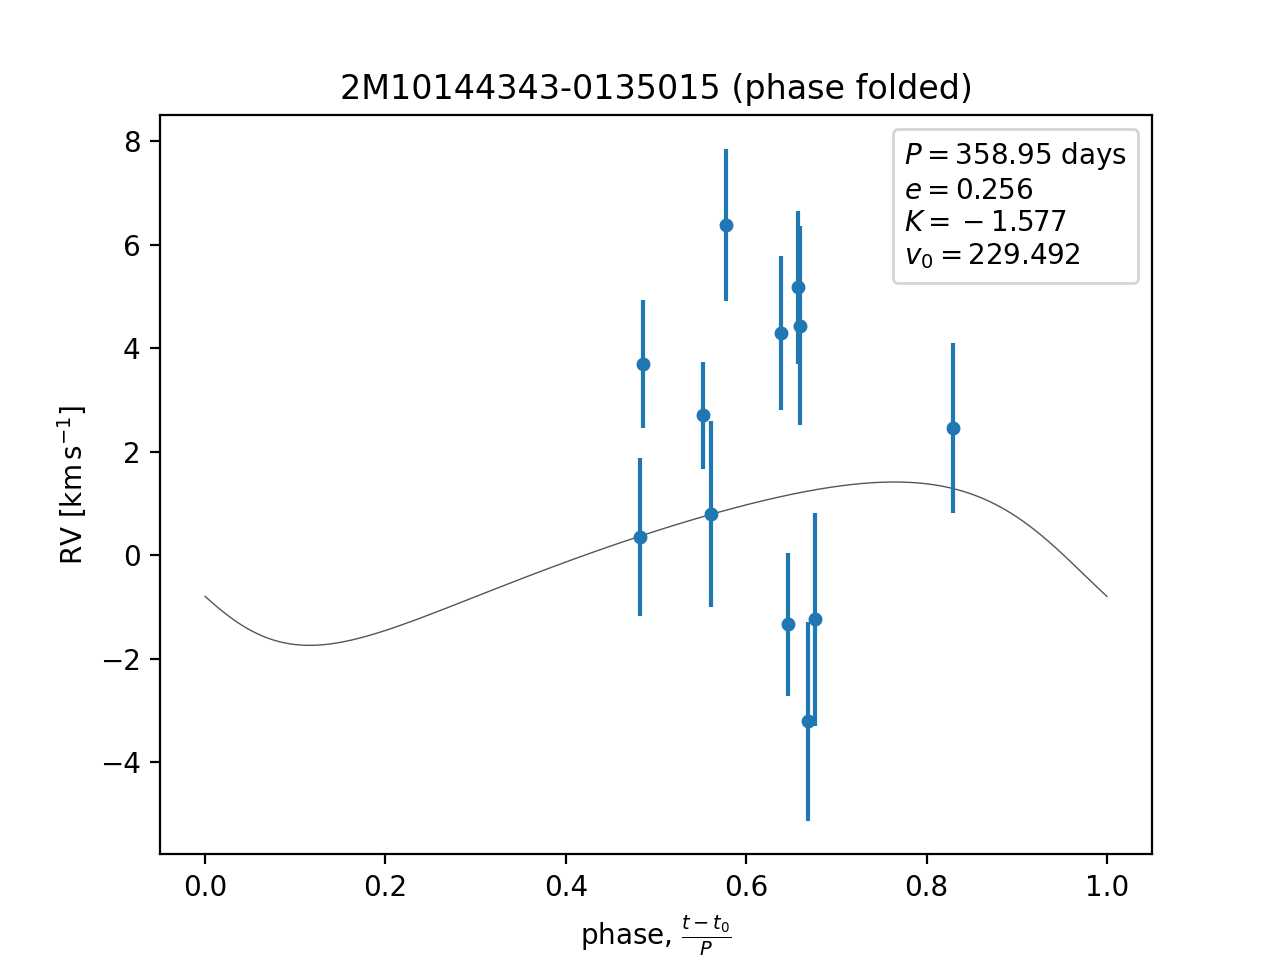 2M10144343-0135015 (phase folded)
P = 358.95 days
e = 0.256
K = −1.577
v₀ = 229.492
RV [km s⁻¹]
8
6
4
2
0
−2
−4
0.0 0.2 0.4 0.6 0.8 1.0
phase, (t − t₀)/P